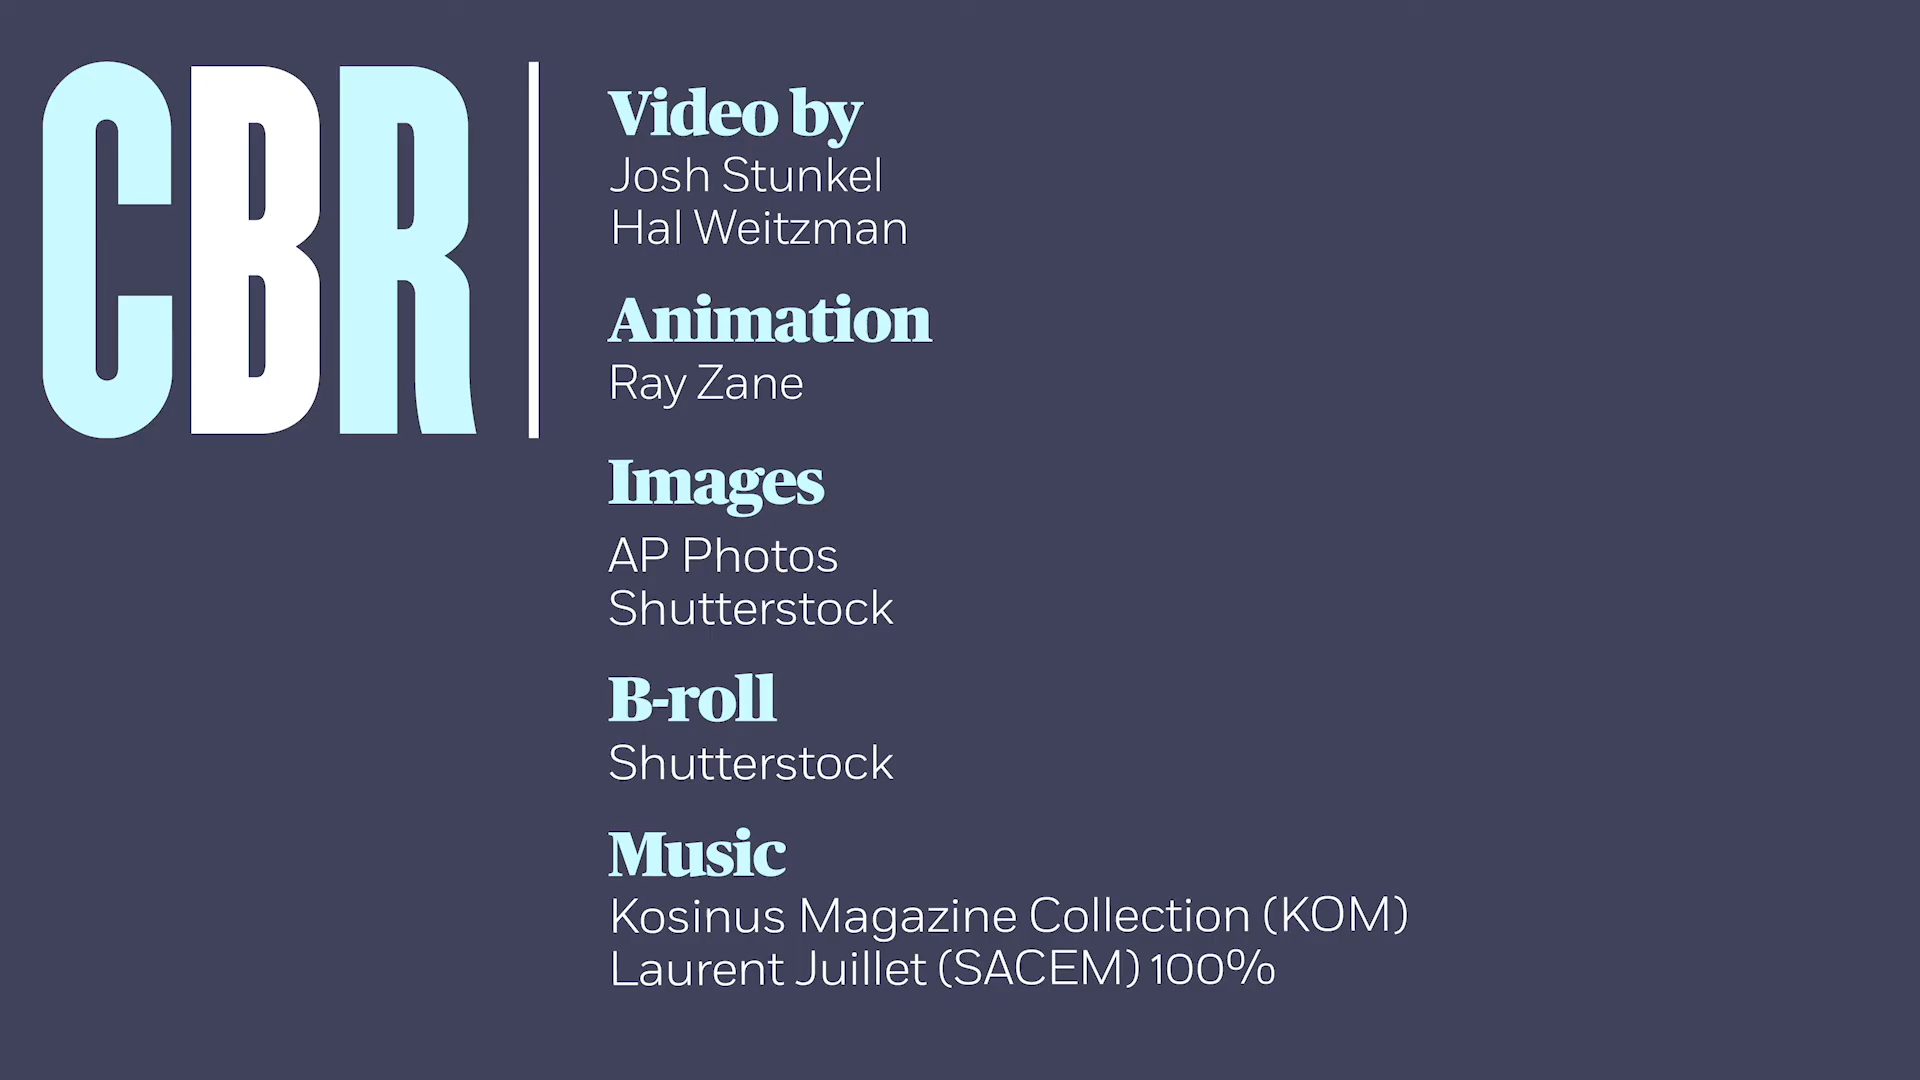 CBR
Video by
Josh Stunkel
Hal Weitzman
Animation
Ray Zane
Images
AP Photos
Shutterstock
B-roll
Shutterstock
Music
Kosinus Magazine Collection (KOM)
Laurent Juillet (SACEM) 100%